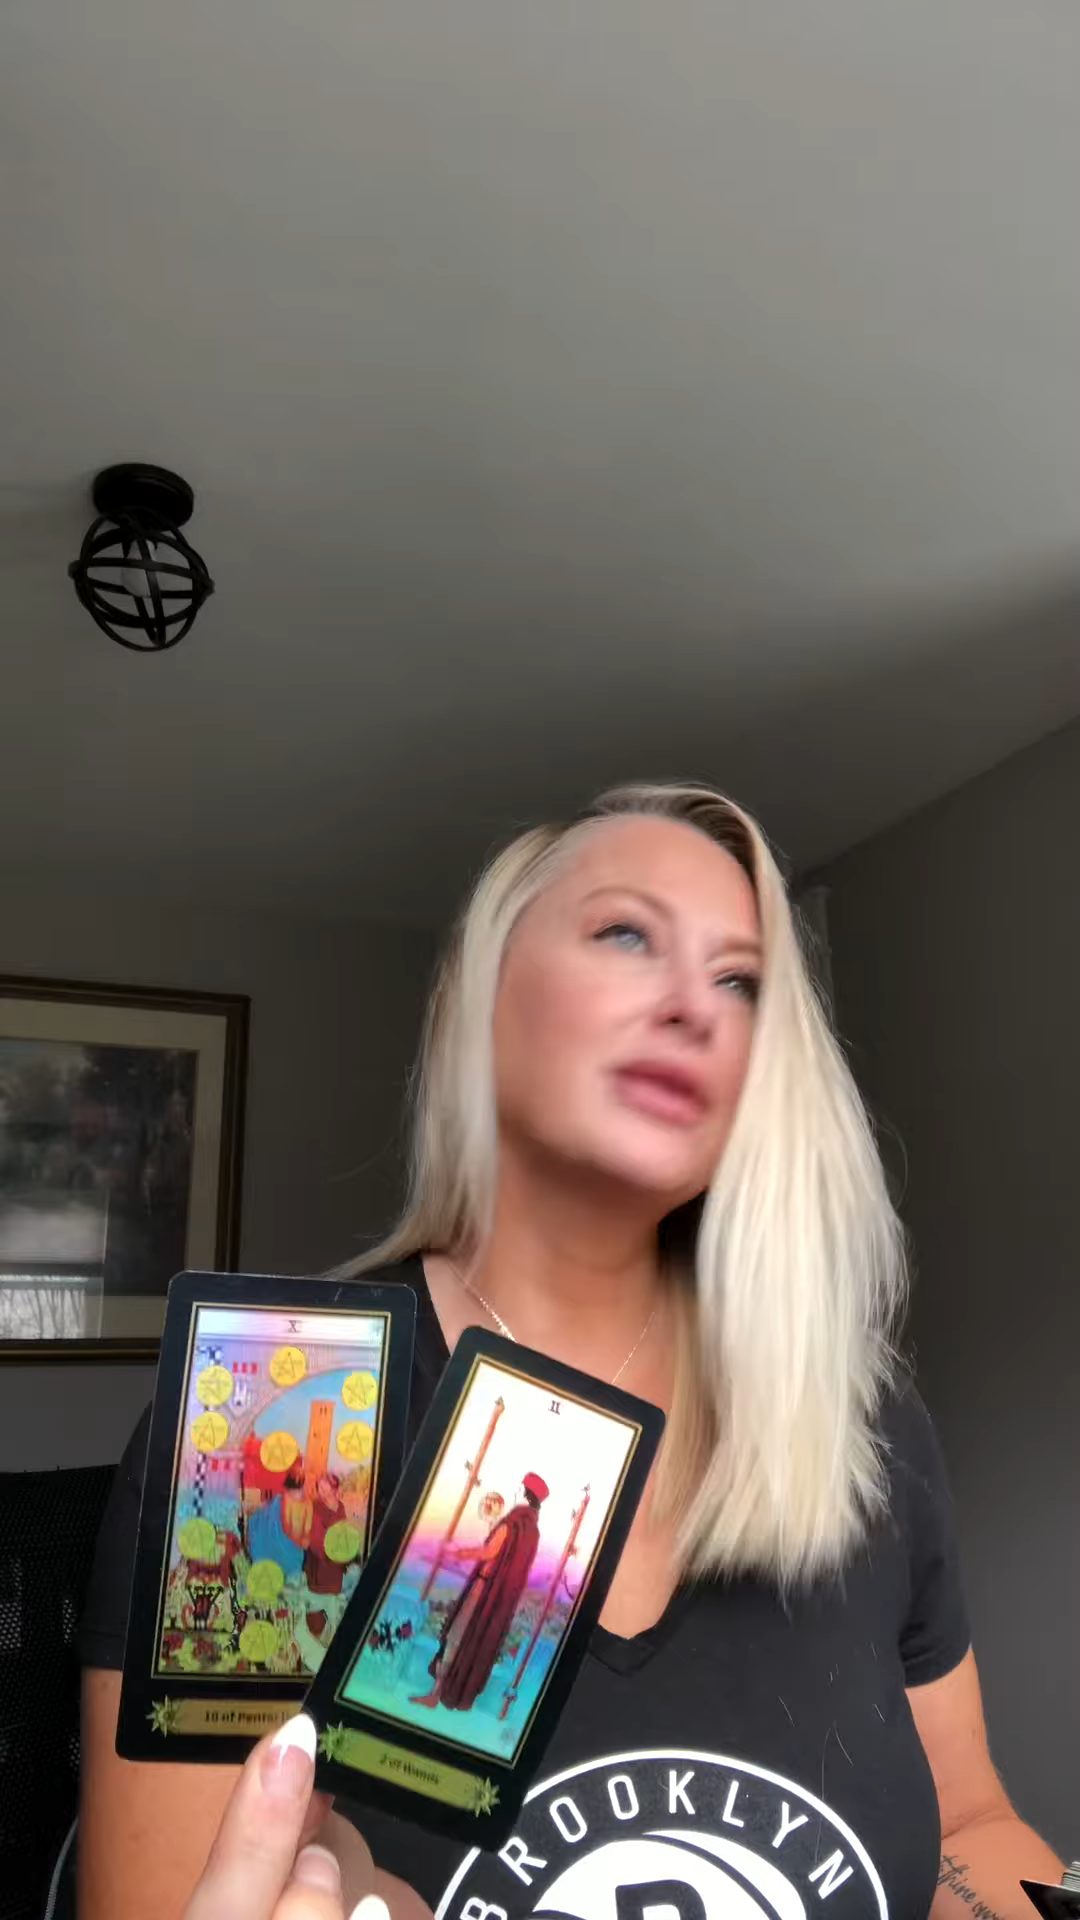 X
II
10 of Pentacles
2 of Wands
BROOKLYN
B